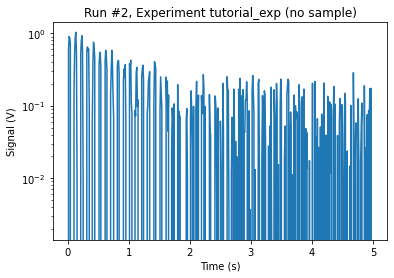 Run #2, Experiment tutorial_exp (no sample)
10⁰
10⁻¹
10⁻²
Signal (V)
0 1 2 3 4 5
Time (s)